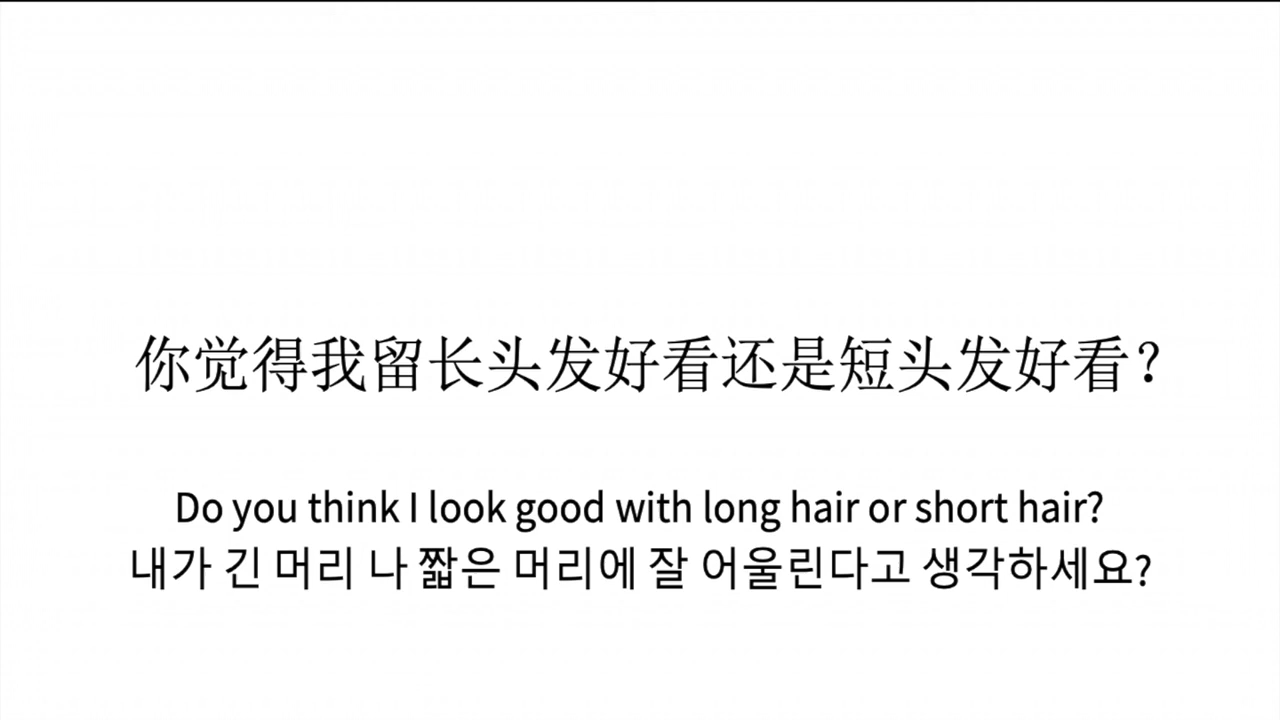 你觉得我留长头发好看还是短头发好看？
Do you think I look good with long hair or short hair?
내가 긴 머리 나 짧은 머리에 잘 어울린다고 생각하세요?